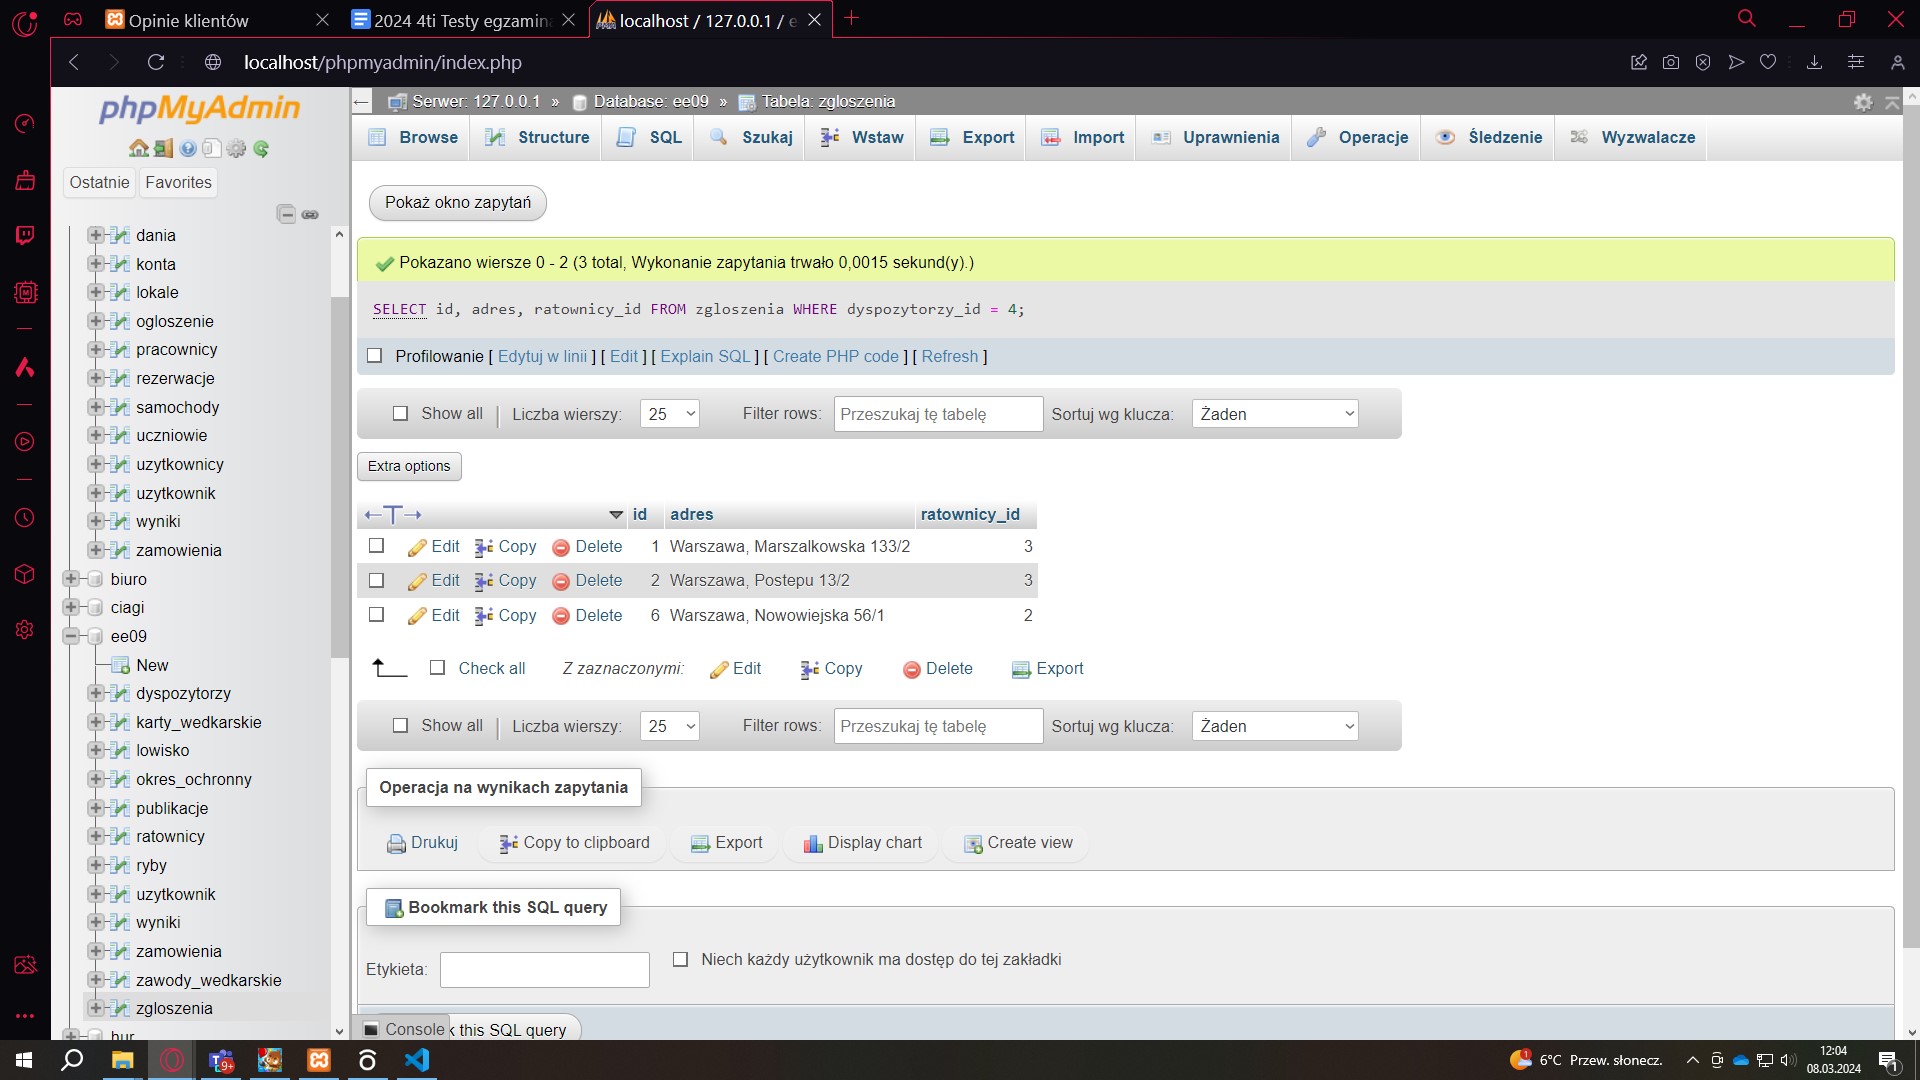 Opinie klientów
2024 4ti Testy egzamina
localhost / 127.0.0.1 / e
localhost/phpmyadmin/index.php
phpMyAdmin
Ostatnie
Favorites
dania
konta
lokale
ogloszenie
pracownicy
rezerwacje
samochody
uczniowie
uzytkownicy
uzytkownik
wyniki
zamowienia
biuro
ciagi
ee09
New
dyspozytorzy
karty_wedkarskie
lowisko
okres_ochronny
publikacje
ratownicy
ryby
uzytkownik
wyniki
zamowienia
zawody_wedkarskie
zgloszenia
hur
Serwer: 127.0.0.1 » Database: ee09 » Tabela: zgloszenia
Browse Structure SQL Szukaj Wstaw Export Import Uprawnienia Operacje Śledzenie Wyzwalacze
Pokaż okno zapytań
Pokazano wiersze 0 - 2 (3 total, Wykonanie zapytania trwało 0,0015 sekund(y).)
SELECT id, adres, ratownicy_id FROM zgloszenia WHERE dyspozytorzy_id = 4;
Profilowanie [ Edytuj w linii ] [ Edit ] [ Explain SQL ] [ Create PHP code ] [ Refresh ]
Show all Liczba wierszy: 25 Filter rows: Przeszukaj tę tabelę Sortuj wg klucza: Żaden
Extra options
id adres ratownicy_id
Edit Copy Delete 1 Warszawa, Marszalkowska 133/2 3
Edit Copy Delete 2 Warszawa, Postepu 13/2 3
Edit Copy Delete 6 Warszawa, Nowowiejska 56/1 2
Check all Z zaznaczonymi: Edit Copy Delete Export
Show all Liczba wierszy: 25 Filter rows: Przeszukaj tę tabelę Sortuj wg klucza: Żaden
Operacja na wynikach zapytania
Drukuj Copy to clipboard Export Display chart Create view
Bookmark this SQL query
Etykieta: Niech każdy użytkownik ma dostęp do tej zakładki
Console k this SQL query
9+
1
6°C Przew. słonecz.
12:04
08.03.2024
1